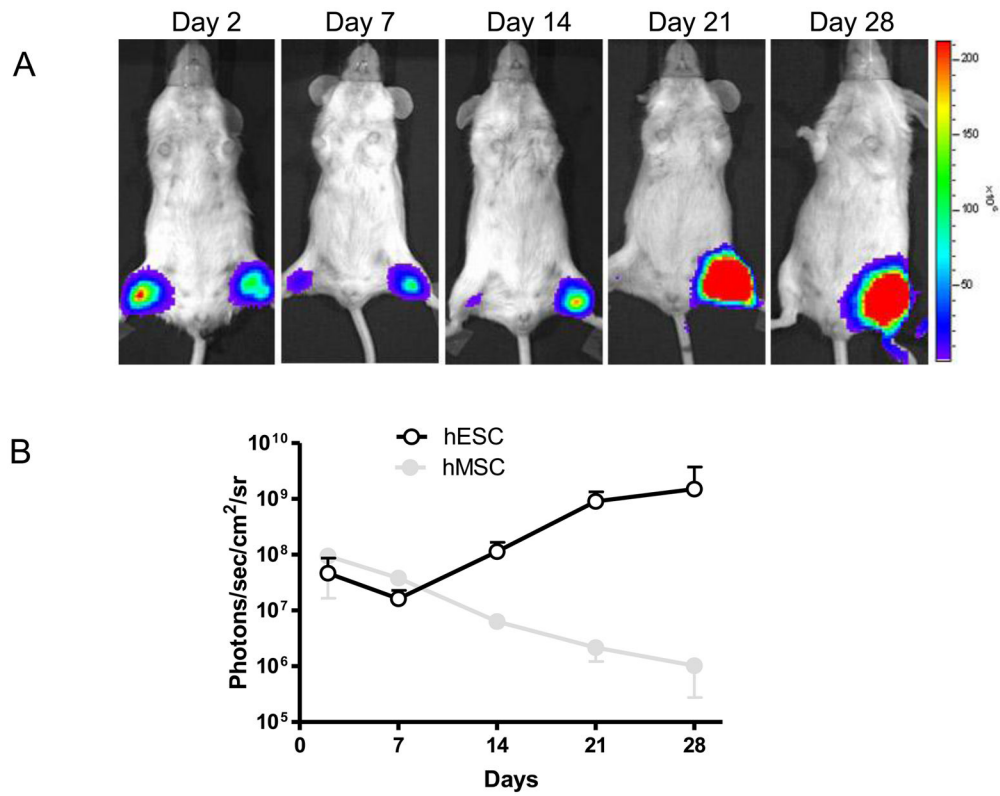 Day 2 Day 7 Day 14 Day 21 Day 28
A
200
150
100
50
×10⁶
B
hESC
hMSC
10¹⁰
10⁹
10⁸
10⁷
10⁶
10⁵
Photons/sec/cm²/sr
0 7 14 21 28
Days